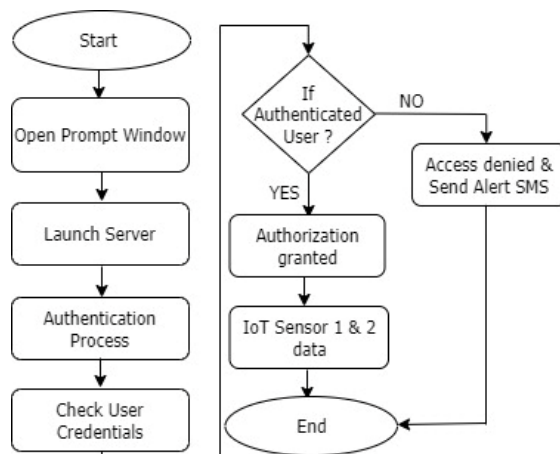 Start
Open Prompt Window
Launch Server
Authentication
Process
Check User
Credentials
If
Authenticated
User ?
NO
YES
Access denied &
Send Alert SMS
Authorization
granted
IoT Sensor 1 & 2
data
End